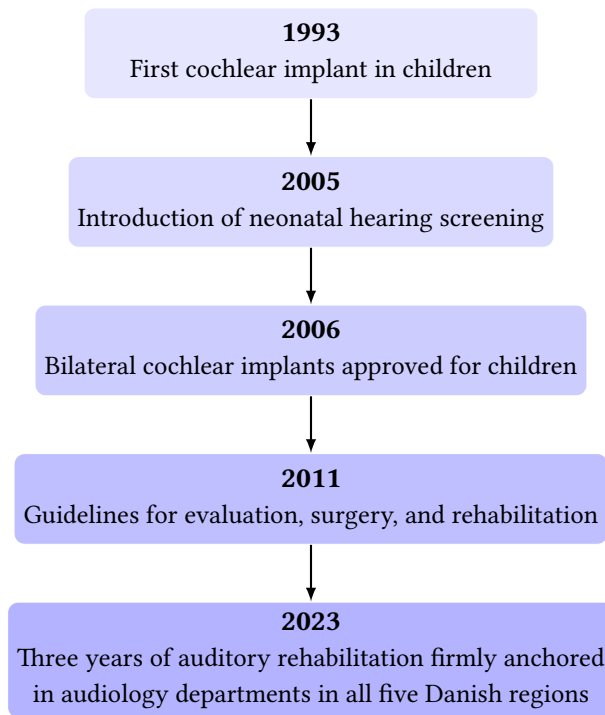 1993
First cochlear implant in children
2005
Introduction of neonatal hearing screening
2006
Bilateral cochlear implants approved for children
2011
Guidelines for evaluation, surgery, and rehabilitation
2023
Three years of auditory rehabilitation firmly anchored
in audiology departments in all five Danish regions